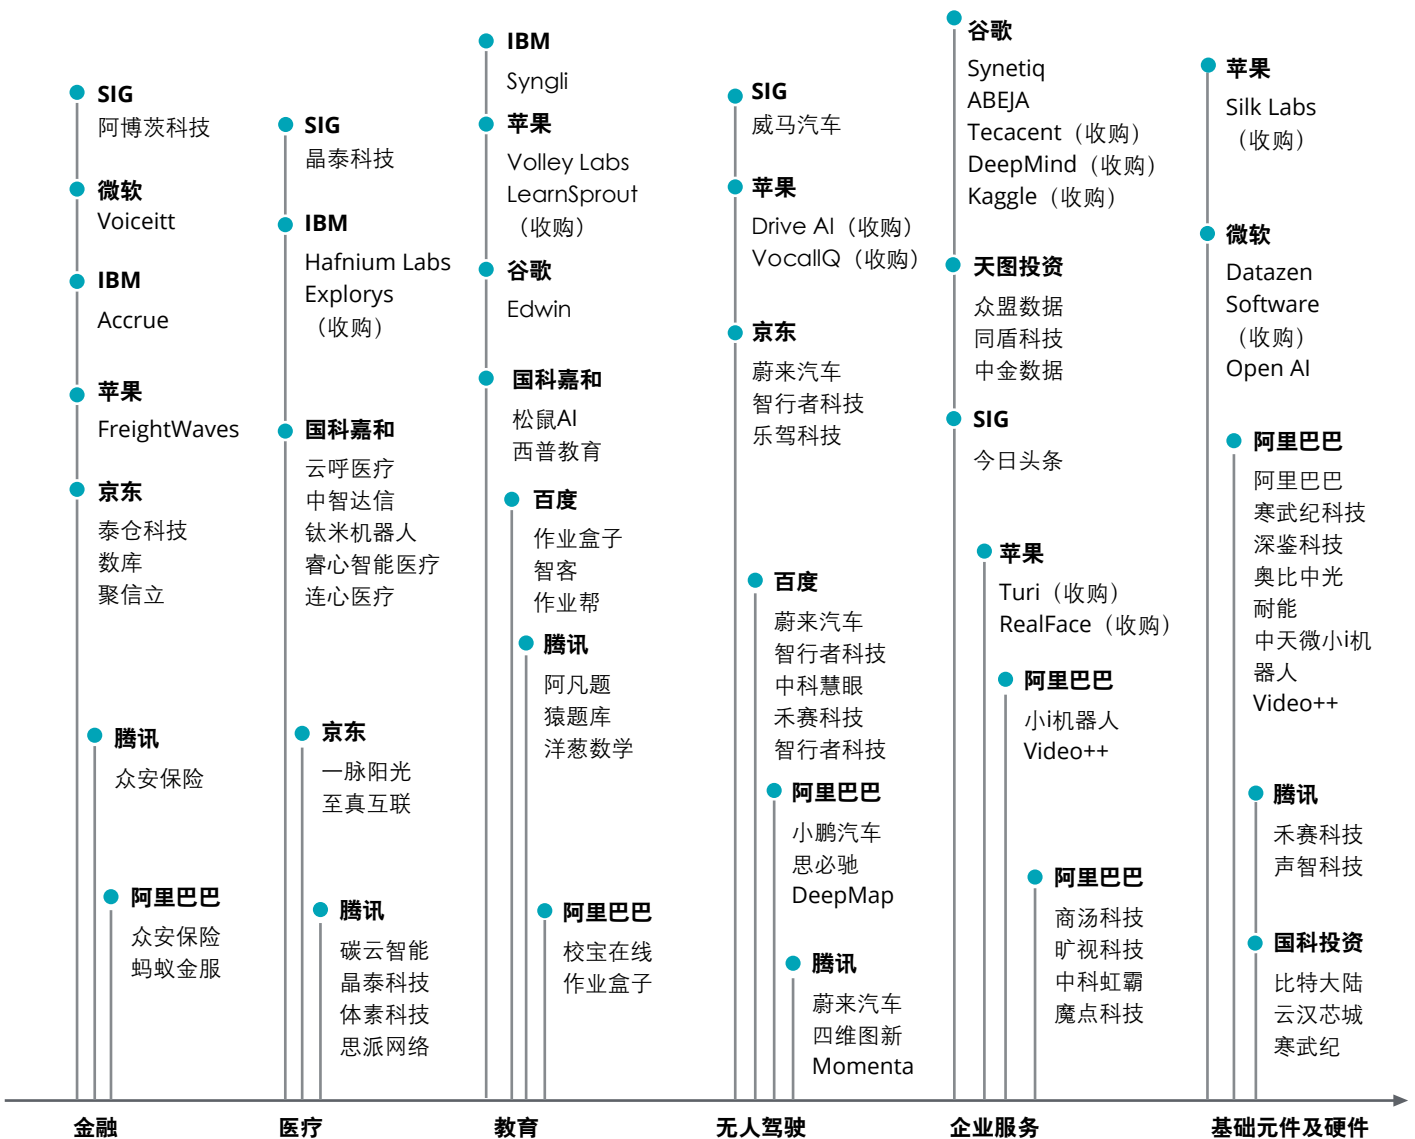 SIG
阿博茨科技
微软
Voiceitt
IBM
Accrue
苹果
FreightWaves
京东
泰仓科技
数库
聚信立
腾讯
众安保险
阿里巴巴
众安保险
蚂蚁金服
金融
SIG
晶泰科技
IBM
Hafnium Labs
Explorys
（收购）
国科嘉和
云呼医疗
中智达信
钛米机器人
睿心智能医疗
连心医疗
京东
一脉阳光
至真互联
腾讯
碳云智能
晶泰科技
体素科技
思派网络
医疗
IBM
Syngli
苹果
Volley Labs
LearnSprout
（收购）
谷歌
Edwin
国科嘉和
松鼠AI
西普教育
百度
作业盒子
智客
作业帮
腾讯
阿凡题
猿题库
洋葱数学
阿里巴巴
校宝在线
作业盒子
教育
SIG
威马汽车
苹果
Drive AI（收购）
VocalIQ（收购）
京东
蔚来汽车
智行者科技
乐驾科技
百度
蔚来汽车
智行者科技
中科慧眼
禾赛科技
智行者科技
阿里巴巴
小鹏汽车
思必驰
DeepMap
腾讯
蔚来汽车
四维图新
Momenta
无人驾驶
谷歌
Synetiq
ABEJA
Tecacent（收购）
DeepMind（收购）
Kaggle（收购）
天图投资
众盟数据
同盾科技
中金数据
SIG
今日头条
苹果
Turi（收购）
RealFace（收购）
阿里巴巴
小i机器人
Video++
阿里巴巴
商汤科技
旷视科技
中科虹霸
魔点科技
企业服务
苹果
Silk Labs
（收购）
微软
Datazen
Software
（收购）
Open AI
阿里巴巴
阿里巴巴
寒武纪科技
深鉴科技
奥比中光
耐能
中天微小i机
器人
Video++
腾讯
禾赛科技
声智科技
国科投资
比特大陆
云汉芯城
寒武纪
基础元件及硬件